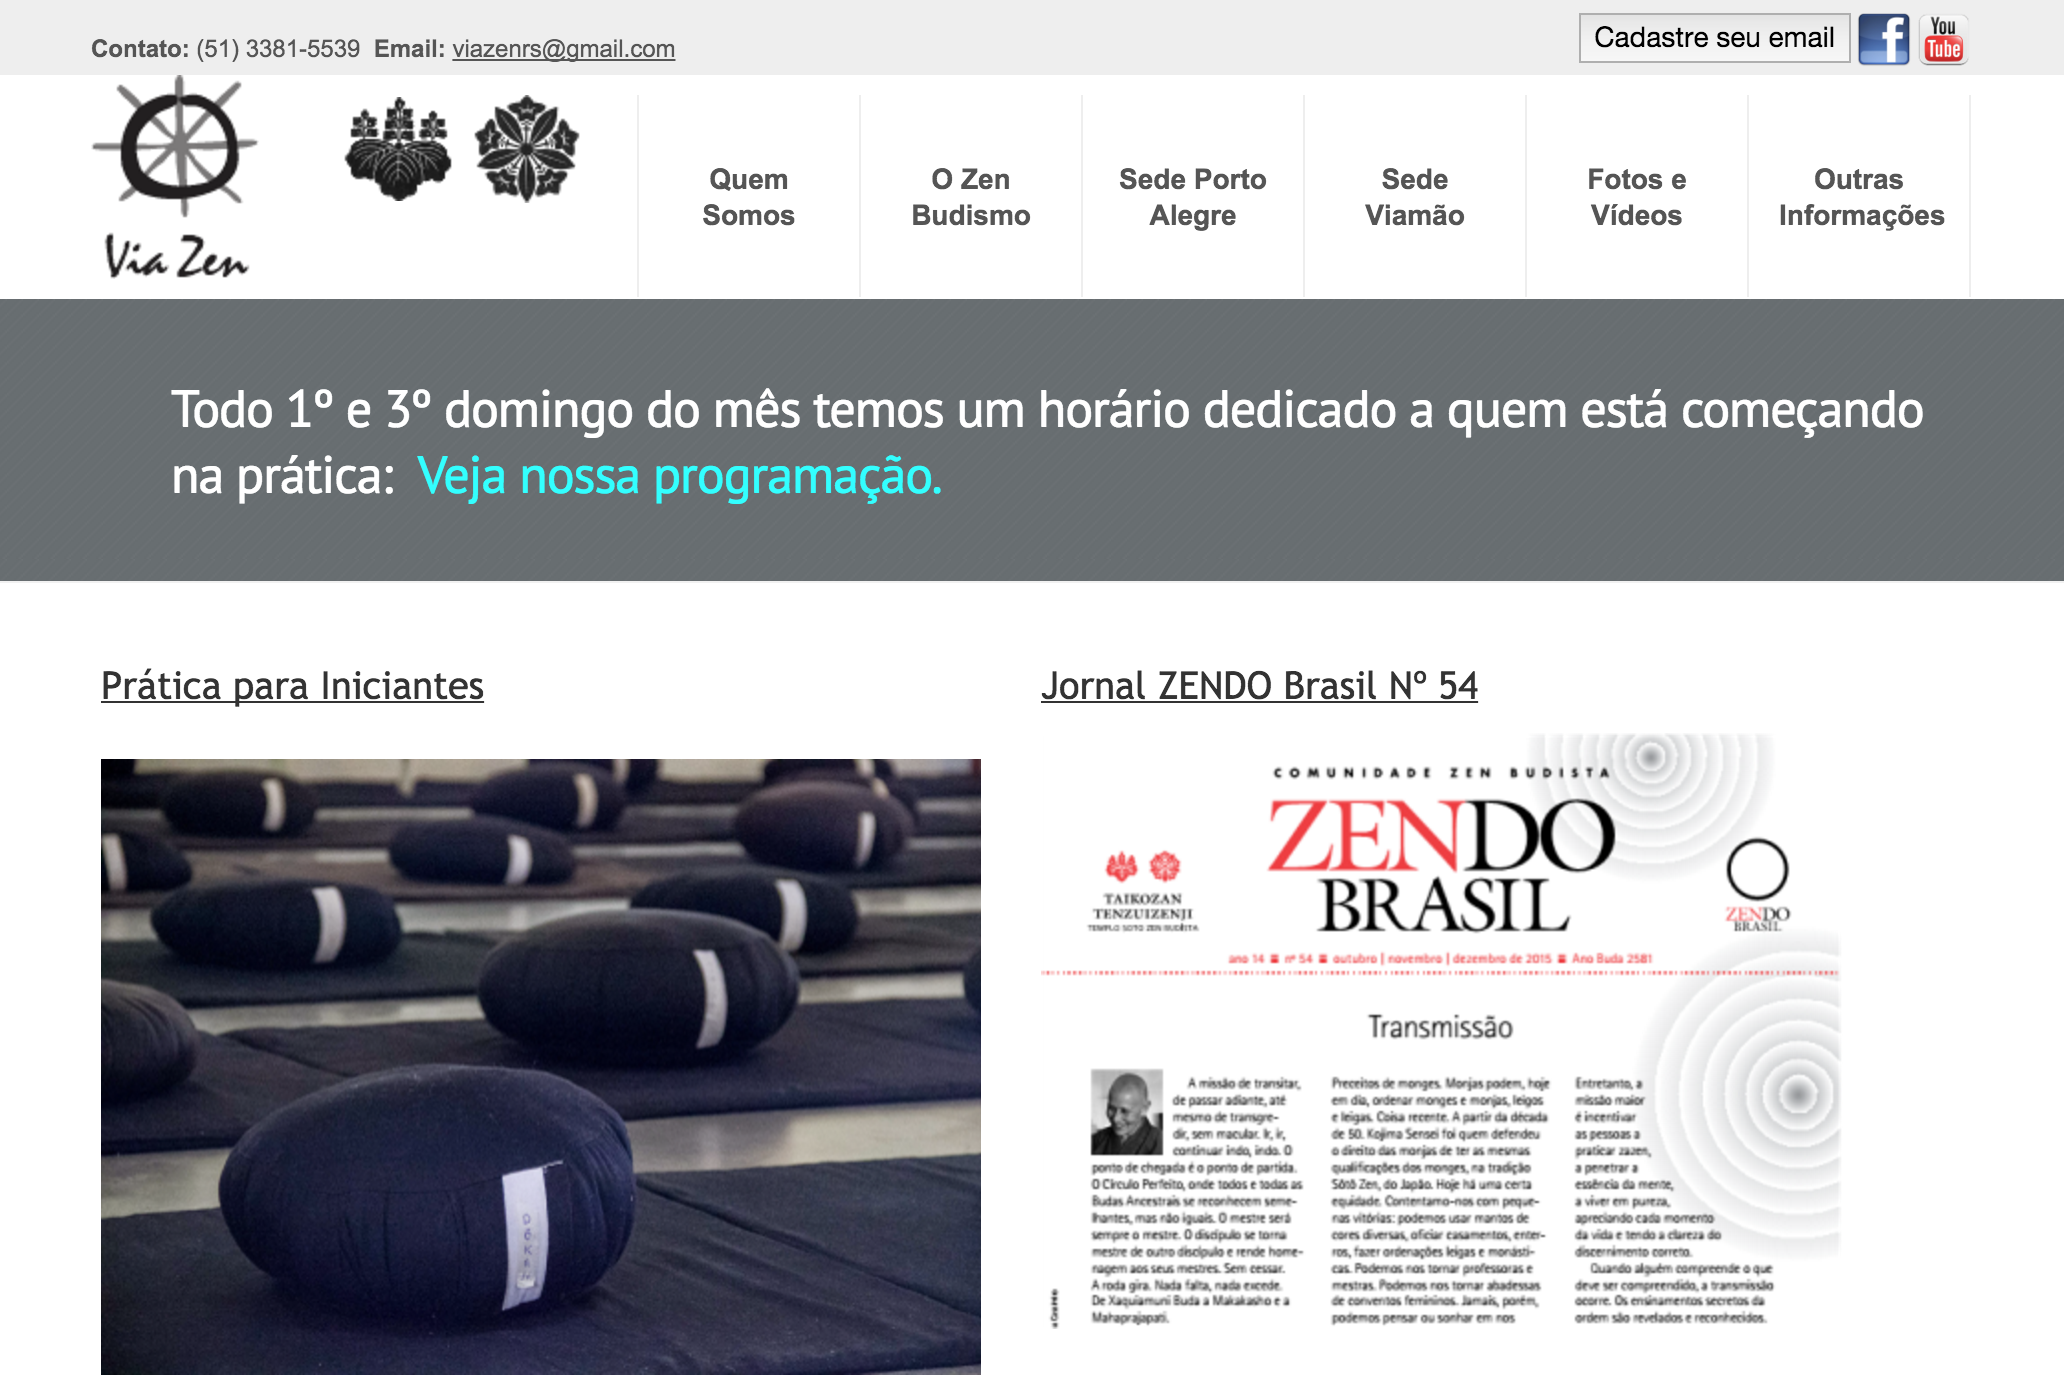 Contato: (51) 3381-5539 Email: viazenrs@gmail.com
Cadastre seu email
You
Tube
Via Zen
Quem
Somos
O Zen
Budismo
Sede Porto
Alegre
Sede
Viamão
Fotos e
Vídeos
Outras
Informações
Todo 1º e 3º domingo do mês temos um horário dedicado a quem está começando
na prática: Veja nossa programação.
Prática para Iniciantes
Jornal ZENDO Brasil Nº 54
COMUNIDADE ZEN BUDISTA
ZENDO
BRASIL
TAIKOZAN
TENZUIZENJI
TEMPLO SOTO ZEN BUDISTA
ZENDO
BRASIL
ano 14 nº 54 outubro | novembro | dezembro de 2015 Ano Buda 2581
Transmissão
A missão de transitar,
de passar adiante, até
mesmo de transgre-
dir, sem macular. Ir, ir,
continuar indo, indo. O
ponto de chegada é o ponto de partida.
O Círculo Perfeito, onde todos e todas as
Budas Ancestrais se reconhecem seme-
lhantes, mas não iguais. O mestre será
sempre o mestre. O discípulo se torna
mestre de outro discípulo e rende home-
nagem aos seus mestres. Sem cessar.
A roda gira. Nada falta, nada excede.
De Xaquiamuni Buda a Makakasho e a
Mahaprajapati.
Preceitos de monges. Monjas podem, hoje
em dia, ordenar monges e monjas, leigos
e leigas. Coisa recente. A partir da década
de 50. Kojima Sensei foi quem defendeu
o direito das monjas de ter as mesmas
qualificações dos monges, na tradição
Sôtô Zen, do Japão. Hoje há uma certa
equidade. Contentamo-nos com peque-
nas vitórias: podemos usar mantos de
cores diversas, oficiar casamentos, enter-
ros, fazer ordenações leigas e monásti-
cas. Podemos nos tornar professoras e
mestras. Podemos nos tornar abadessas
de conventos femininos. Jamais, porém,
podemos pensar ou sonhar em nos
Entretanto, a
missão maior
é incentivar
as pessoas a
praticar zazen,
a penetrar a
essência da mente,
a viver em pureza,
apreciando cada momento
da vida e tendo a clareza do
discernimento correto.
Quando alguém compreende o que
deve ser compreendido, a transmissão
ocorre. Os ensinamentos secretos da
ordem são revelados e reconhecidos.